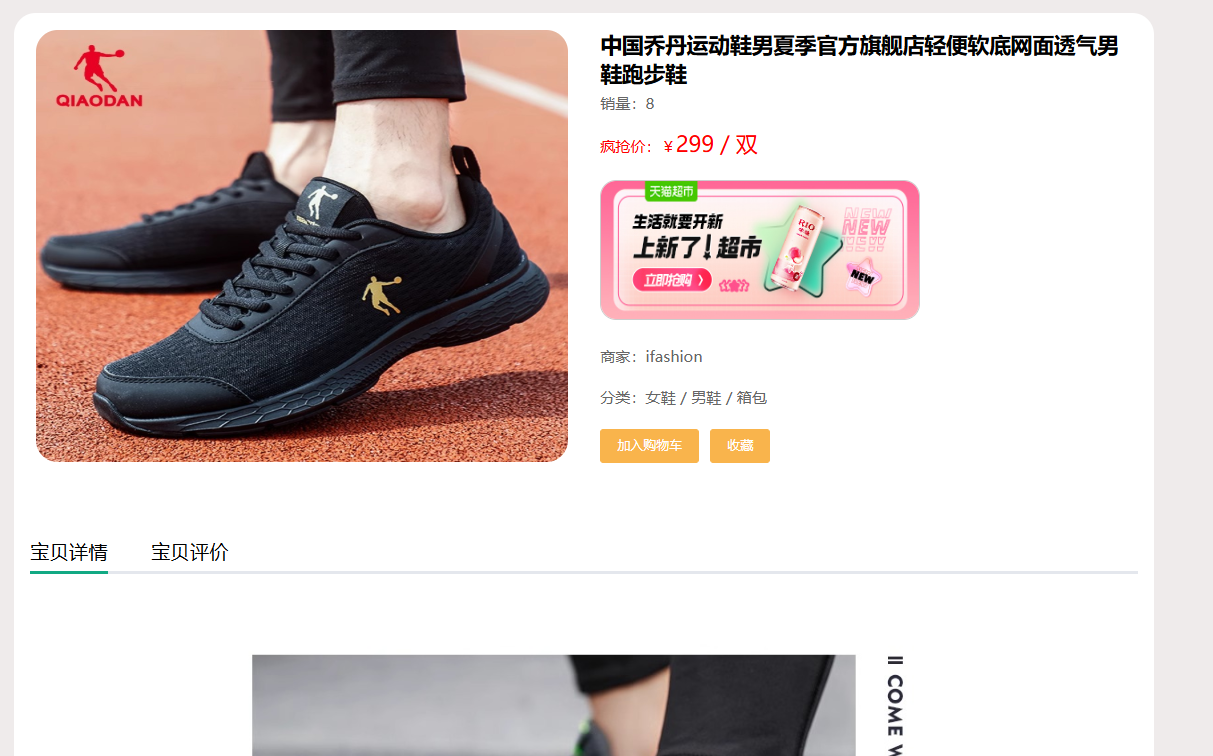 QIAODAN
中国乔丹运动鞋男夏季官方旗舰店轻便软底网面透气男
鞋跑步鞋
销量：8
疯抢价：￥299 / 双
天猫超市
生活就要开新
上新了！超市
立即抢购 >
RIO
NEW
NEW
NEW
NEW
商家：ifashion
分类：女鞋 / 男鞋 / 箱包
加入购物车 收藏
宝贝详情 宝贝评价
COME